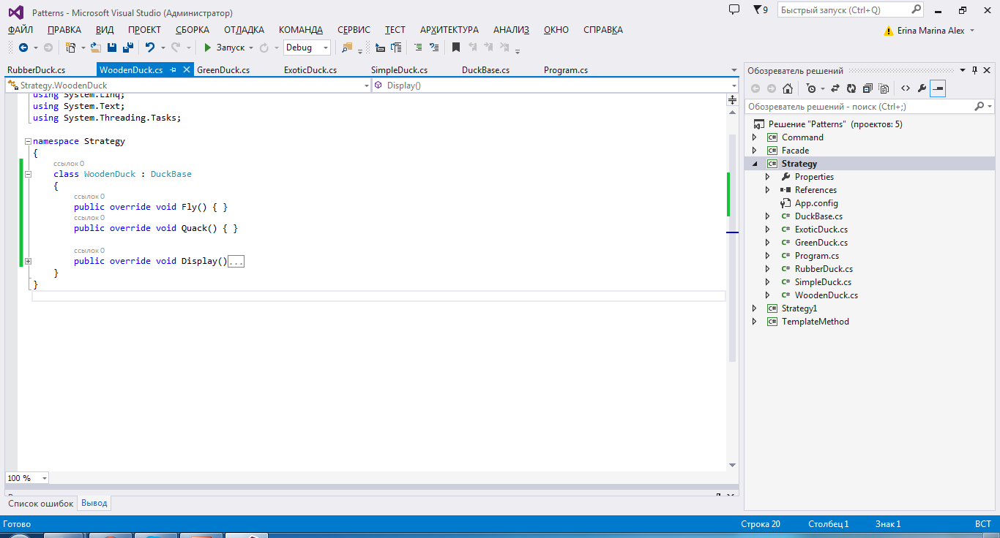 Patterns - Microsoft Visual Studio (Администратор)
9
Быстрый запуск (Ctrl+Q)
ФАЙЛ ПРАВКА ВИД ПРОЕКТ СБОРКА ОТЛАДКА КОМАНДА СЕРВИС ТЕСТ АРХИТЕКТУРА АНАЛИЗ ОКНО СПРАВКА
Erina Marina Alex
Запуск Debug
RubberDuck.cs WoodenDuck.cs GreenDuck.cs ExoticDuck.cs SimpleDuck.cs DuckBase.cs Program.cs
Strategy.WoodenDuck Display()
using System.Linq;
using System.Text;
using System.Threading.Tasks;
namespace Strategy
{
ссылок 0
class WoodenDuck : DuckBase
{
ссылок 0
public override void Fly() { }
ссылок 0
public override void Quack() { }
ссылок 0
public override void Display()...
}
}
100 %
Список ошибок Вывод
Обозреватель решений
Обозреватель решений - поиск (Ctrl+;)
Решение "Patterns" (проектов: 5)
C# Command
C# Facade
C# Strategy
Properties
References
App.config
C# DuckBase.cs
C# ExoticDuck.cs
C# GreenDuck.cs
C# Program.cs
C# RubberDuck.cs
C# SimpleDuck.cs
C# WoodenDuck.cs
C# Strategy1
C# TemplateMethod
Готово Строка 20 Столбец 1 Знак 1 ВСТ